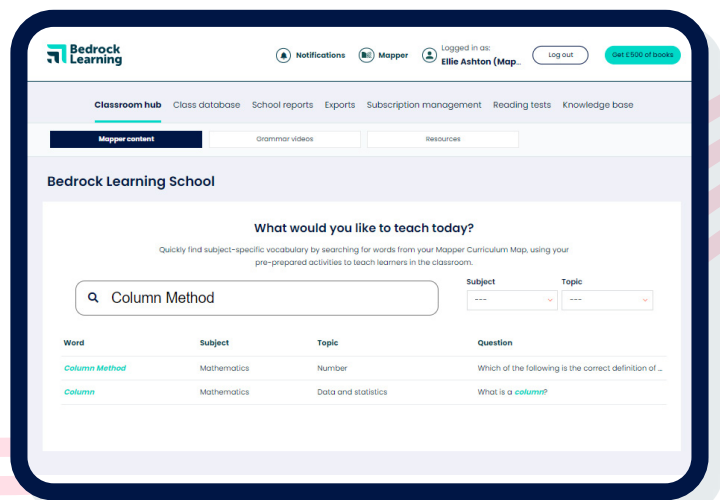 Bedrock
Learning
Notifications
Mapper
Logged in as:
Ellie Ashton (Map...
Log out
Get £500 of books
Classroom hub Class database School reports Exports Subscription management Reading tests Knowledge base
Mapper content Grammar videos Resources
Bedrock Learning School
What would you like to teach today?
Quickly find subject-specific vocabulary by searching for words from your Mapper Curriculum Map, using your
pre-prepared activities to teach learners in the classroom.
Subject Topic
Column Method --- ---
Word Subject Topic Question
Column Method Mathematics Number Which of the following is the correct definition of ...
Column Mathematics Data and statistics What is a column?